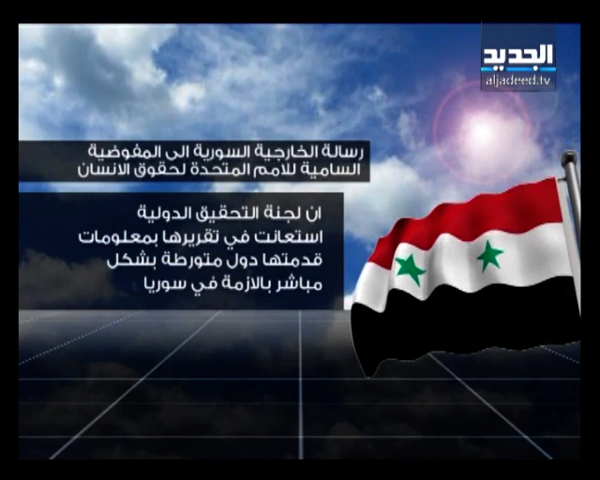 الجديد
aljadeed.tv
رسالة الخارجية السورية الى المفوضية
السامية للامم المتحدة لحقوق الانسان
ان لجنة التحقيق الدولية
استعانت في تقريرها بمعلومات
قدمتها دول متورطة بشكل
مباشر بالازمة في سوريا